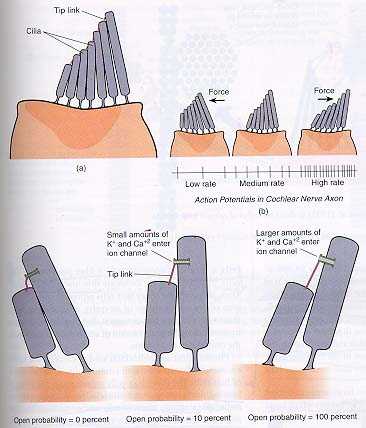 Tip link
Cilia
(a)
Force
Force
Low rate
Medium rate
High rate
Action Potentials in Cochlear Nerve Axon
(b)
Small amounts of
K+ and Ca+2 enter
ion channel
Tip link
Larger amounts of
K+ and Ca+2 enter
ion channel
Open probability = 0 percent
Open probability = 10 percent
Open probability = 100 percent